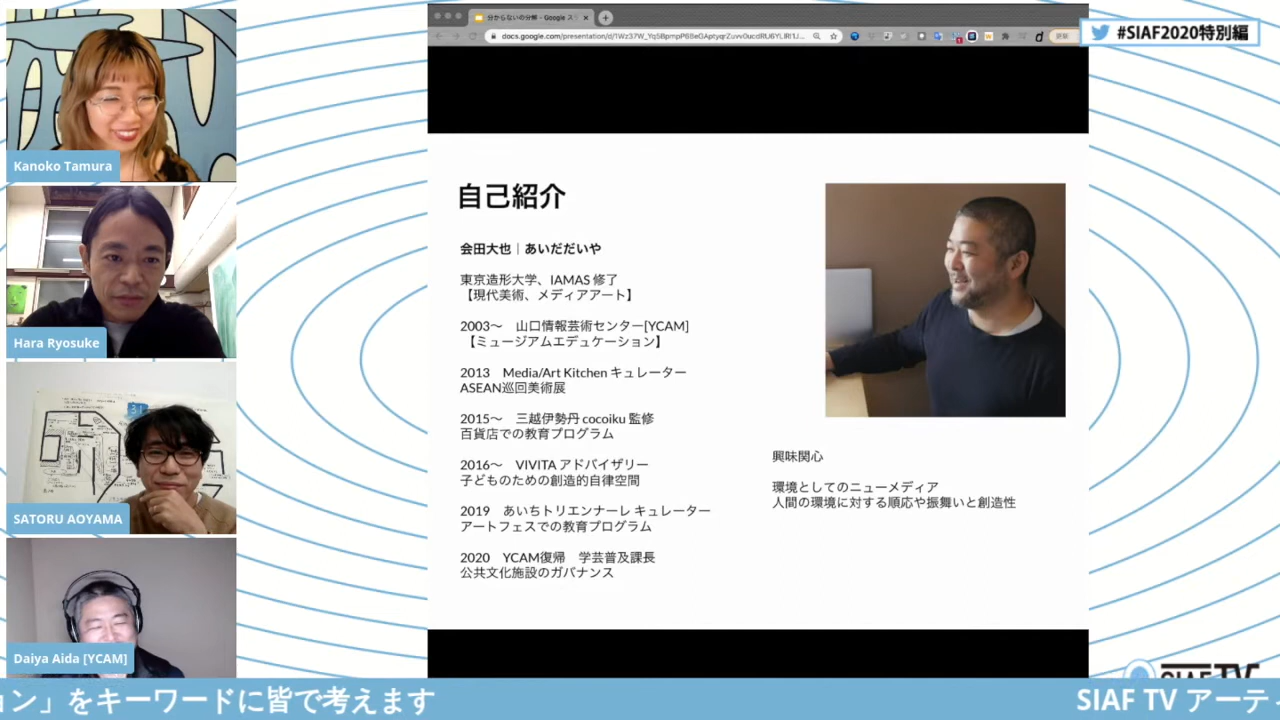 分からないの分解 - Google ス
#SIAF2020特別編
Kanoko Tamura
Hara Ryosuke
SATORU AOYAMA
Daiya Aida [YCAM]
自己紹介
会田大也｜あいだだいや
東京造形大学、IAMAS 修了
【現代美術、メディアアート】
2003〜 山口情報芸術センター[YCAM]
【ミュージアムエデュケーション】
2013 Media/Art Kitchen キュレーター
ASEAN巡回美術展
2015〜 三越伊勢丹 cocoiku 監修
百貨店での教育プログラム
2016〜 VIVITA アドバイザリー
子どものための創造的自律空間
2019 あいちトリエンナーレ キュレーター
アートフェスでの教育プログラム
2020 YCAM復帰 学芸普及課長
公共文化施設のガバナンス
興味関心
環境としてのニューメディア
人間の環境に対する順応や振舞いと創造性
ョン」をキーワードに皆で考えます
SIAF TV アーティ